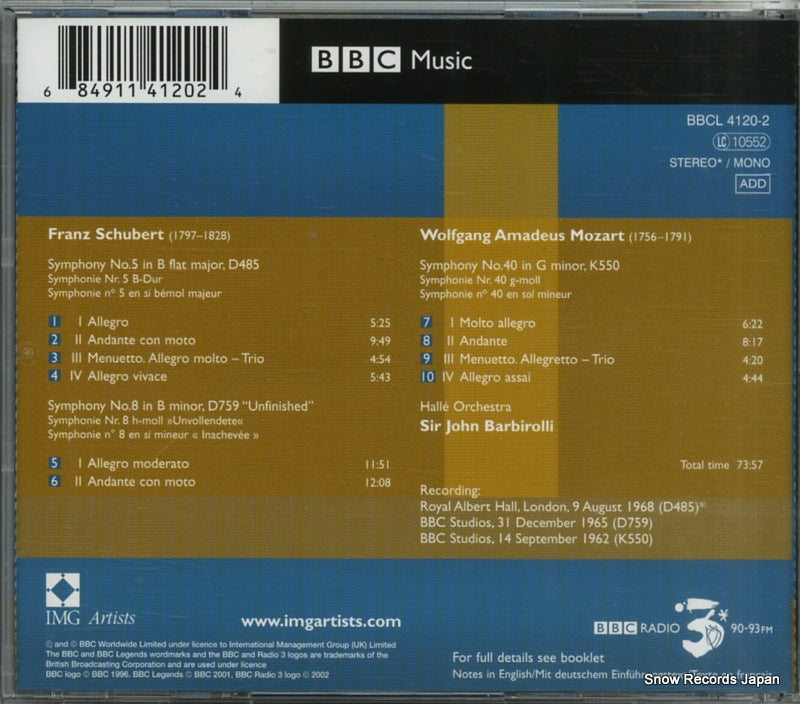 6 84911 41202 4
BBC Music
BBCL 4120-2
LC 10552
STEREO* / MONO
ADD
Franz Schubert (1797–1828)
Symphony No.5 in B flat major, D485
Symphonie Nr. 5 B-Dur
Symphonie n° 5 en si bémol majeur
1 I Allegro 5:25
2 II Andante con moto 9:49
3 III Menuetto. Allegro molto – Trio 4:54
4 IV Allegro vivace 5:43
Symphony No.8 in B minor, D759 "Unfinished"
Symphonie Nr. 8 h-moll »Unvollendete«
Symphonie n° 8 en si mineur « Inachevée »
5 I Allegro moderato 11:51
6 II Andante con moto 12:08
Wolfgang Amadeus Mozart (1756–1791)
Symphony No.40 in G minor, K550
Symphonie Nr. 40 g-moll
Symphonie n° 40 en sol mineur
7 I Molto allegro 6:22
8 II Andante 8:17
9 III Menuetto. Allegretto – Trio 4:20
10 IV Allegro assai 4:44
Hallé Orchestra
Sir John Barbirolli
Total time 73:57
Recording:
Royal Albert Hall, London, 9 August 1968 (D485)*
BBC Studios, 31 December 1965 (D759)
BBC Studios, 14 September 1962 (K550)
IMG Artists
www.imgartists.com
BBC RADIO 3 90-93 FM
℗ and © BBC Worldwide Limited under licence to International Management Group (UK) Limited
The BBC and BBC Legends wordmarks and the BBC and Radio 3 logos are trademarks of the
British Broadcasting Corporation and are used under licence
BBC logo © BBC 1996. BBC Legends © BBC 2001. BBC Radio 3 logo © 2002
For full details see booklet
Notes in English/Mit deutschem Einführ
Snow Records Japan